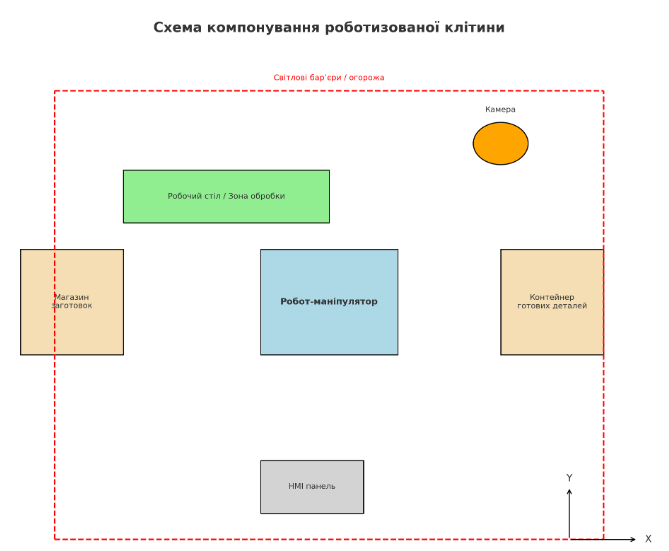 Схема компонування роботизованої клітини
Світлові бар'єри / огорожа
Камера
Робочий стіл / Зона обробки
Магазин
заготовок
Робот-маніпулятор
Контейнер
готових деталей
HMI панель
Y
X